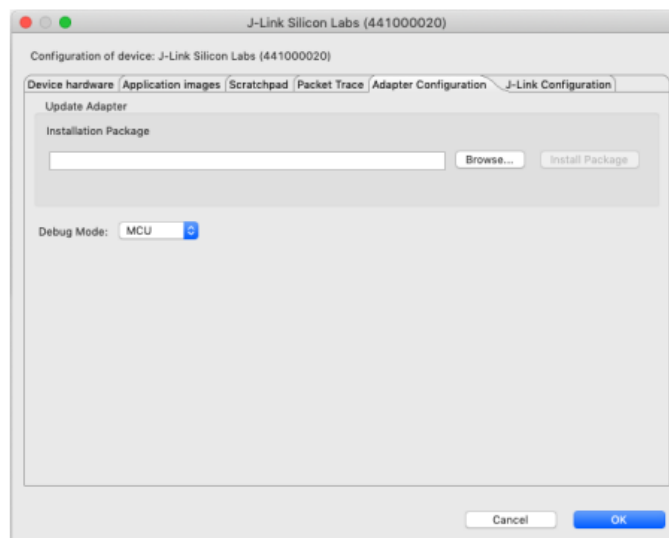 J-Link Silicon Labs (441000020)
Configuration of device: J-Link Silicon Labs (441000020)
Device hardware Application images Scratchpad Packet Trace Adapter Configuration J-Link Configuration
Update Adapter
Installation Package
Browse... Install Package
Debug Mode: MCU
Cancel OK